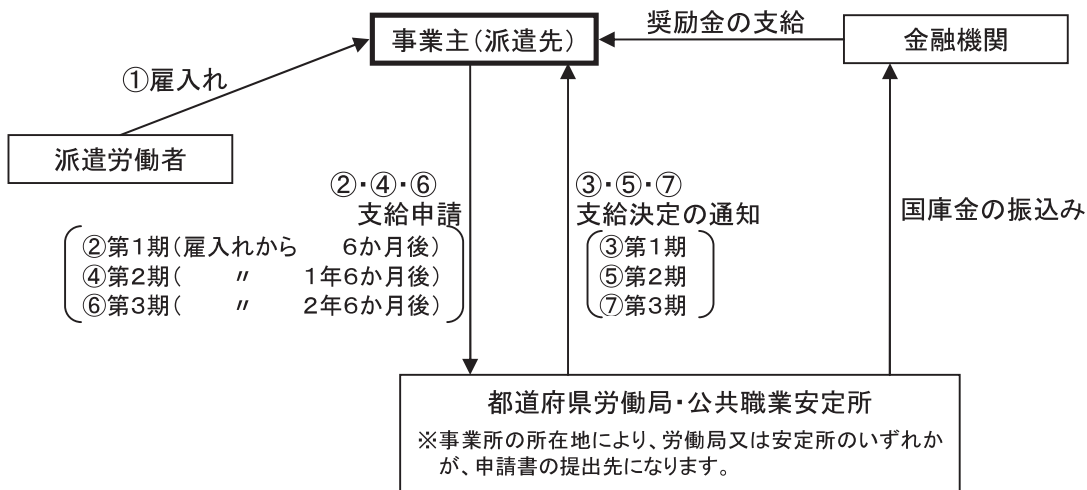 事業主(派遣先)
奨励金の支給
金融機関
①雇入れ
派遣労働者
②・④・⑥
支給申請
②第1期(雇入れから 6か月後)
④第2期( 〃 1年6か月後)
⑥第3期( 〃 2年6か月後)
③・⑤・⑦
支給決定の通知
③第1期
⑤第2期
⑦第3期
国庫金の振込み
都道府県労働局・公共職業安定所
※事業所の所在地により、労働局又は安定所のいずれか
が、申請書の提出先になります。